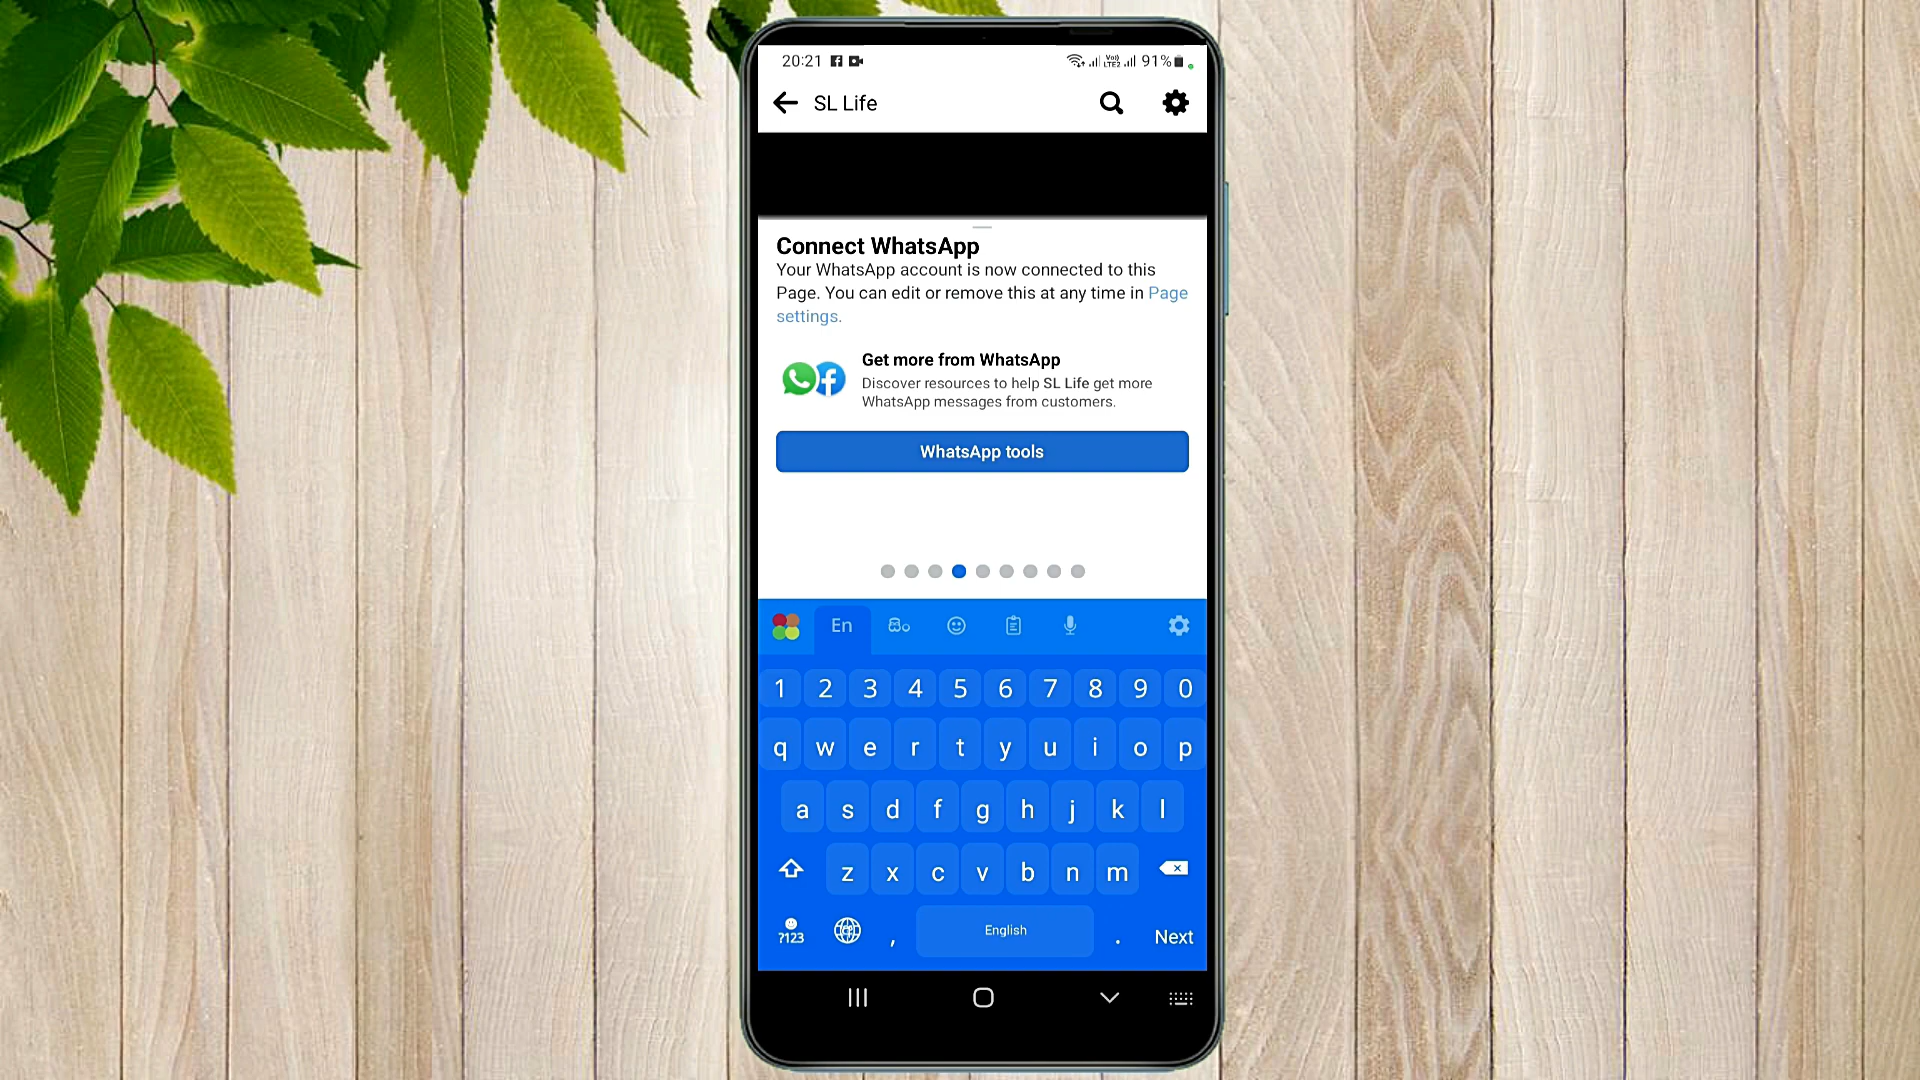 20:21
Vo)) LTE2 91%
SL Life
Connect WhatsApp
Your WhatsApp account is now connected to this
Page. You can edit or remove this at any time in Page
settings.
Get more from WhatsApp
Discover resources to help SL Life get more
WhatsApp messages from customers.
WhatsApp tools
En
1 2 3 4 5 6 7 8 9 0
q w e r t y u i o p
a s d f g h j k l
z x c v b n m
?123 , English . Next